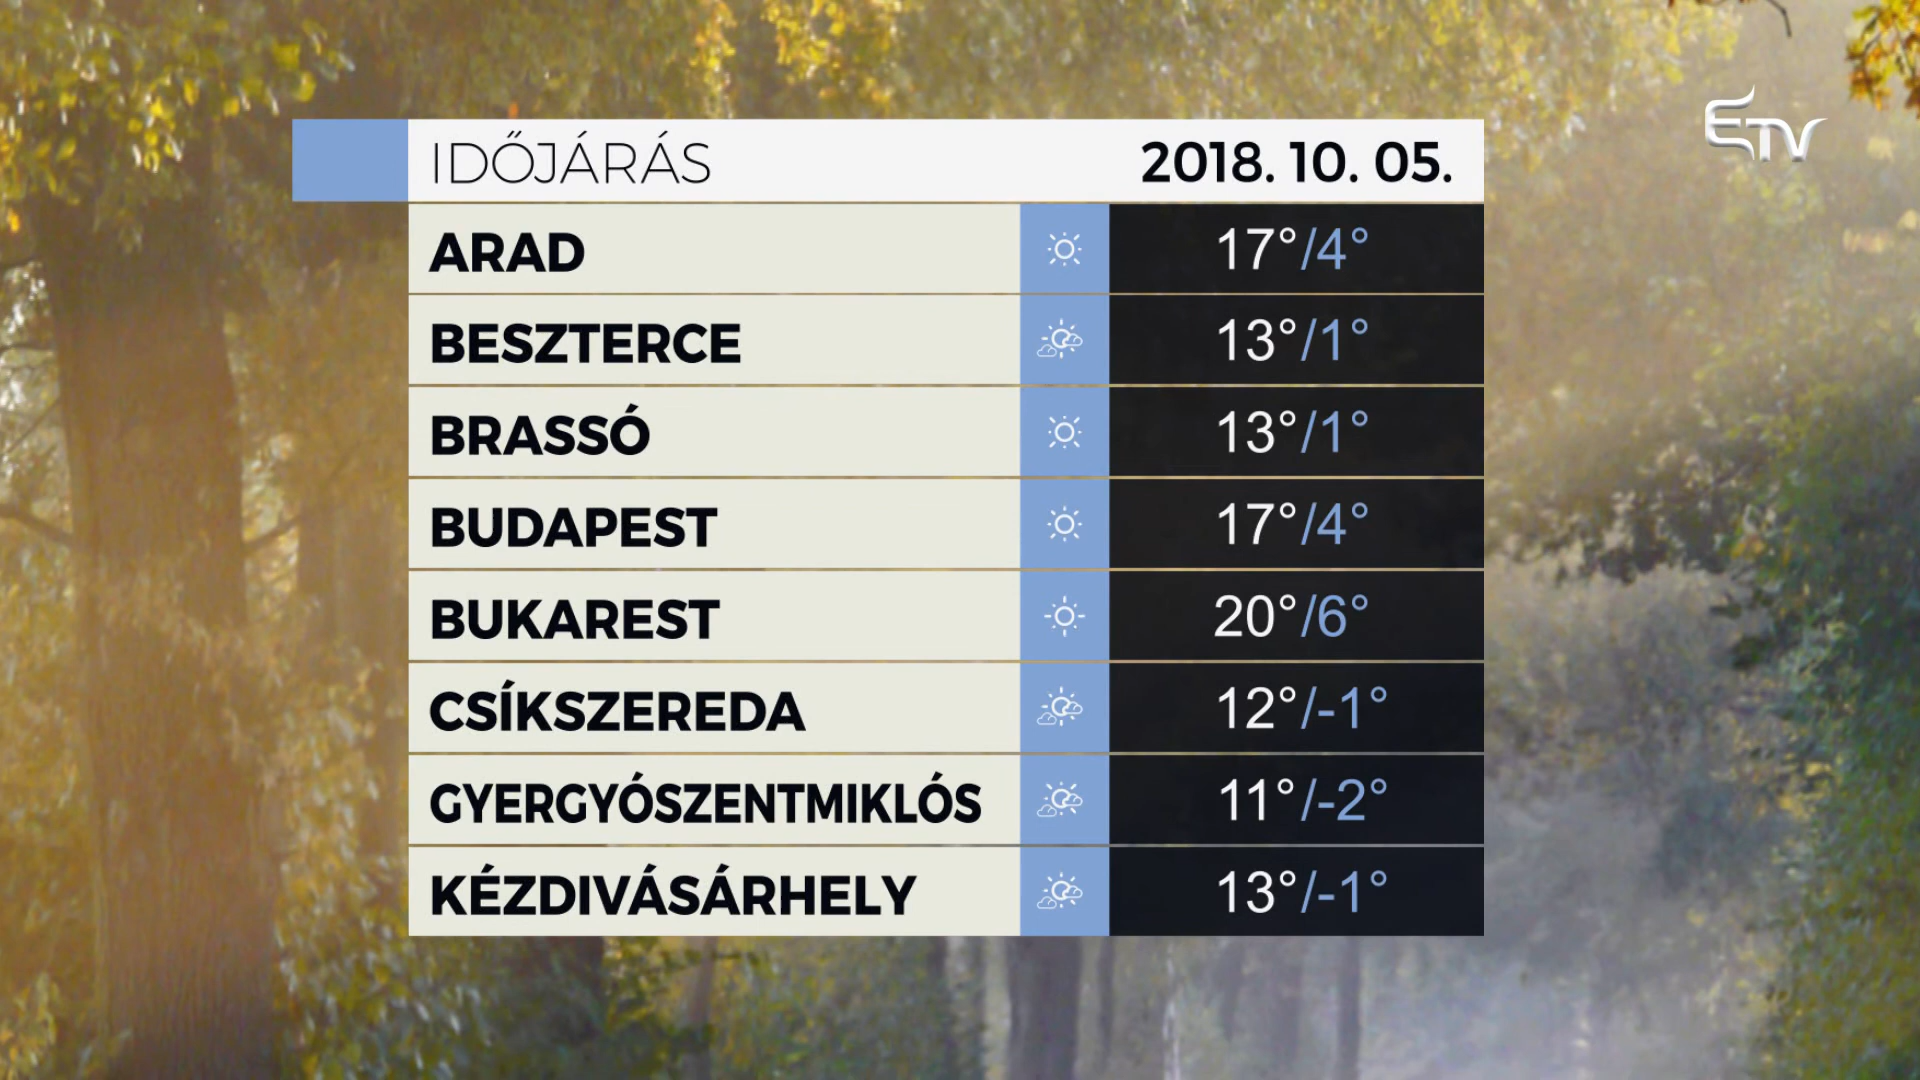 ETV
IDŐJÁRÁS 2018. 10. 05.
ARAD 17°/4°
BESZTERCE 13°/1°
BRASSÓ 13°/1°
BUDAPEST 17°/4°
BUKAREST 20°/6°
CSÍKSZEREDA 12°/-1°
GYERGYÓSZENTMIKLÓS 11°/-2°
KÉZDIVÁSÁRHELY 13°/-1°